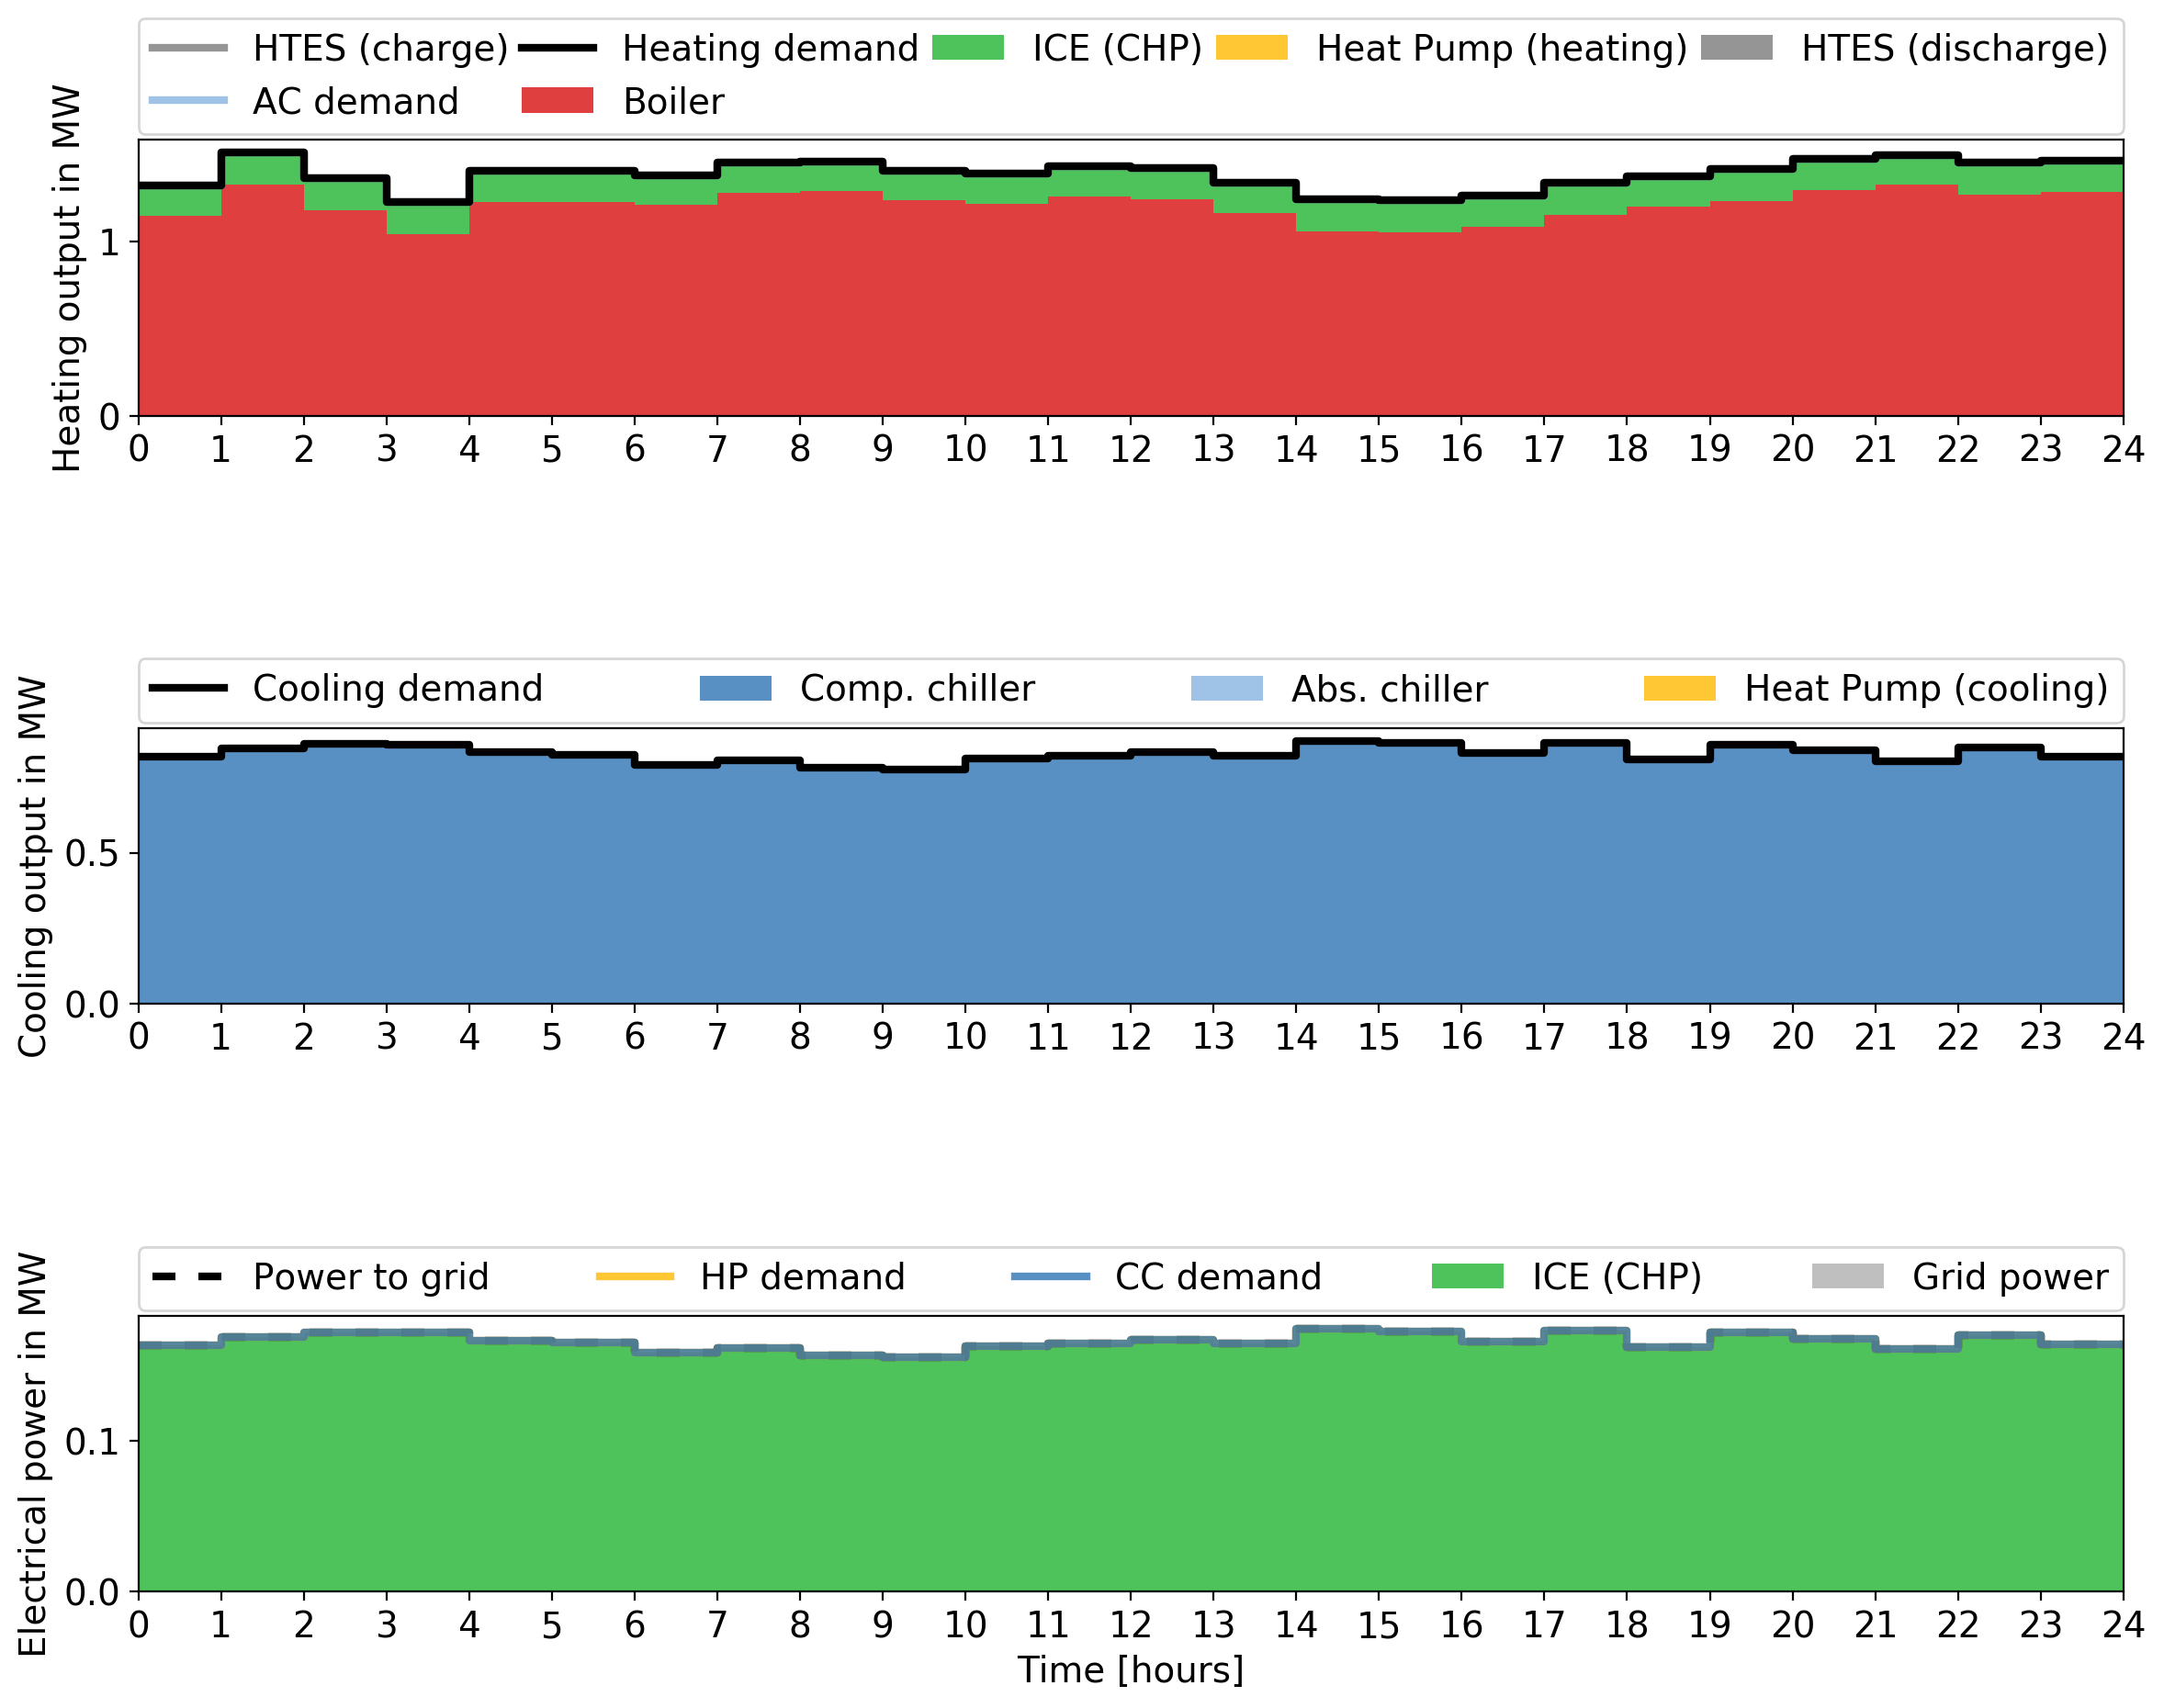 HTES (charge) Heating demand ICE (CHP) Heat Pump (heating) HTES (discharge)
AC demand Boiler
Heating output in MW
1
0
0 1 2 3 4 5 6 7 8 9 10 11 12 13 14 15 16 17 18 19 20 21 22 23 24
Cooling demand Comp. chiller Abs. chiller Heat Pump (cooling)
Cooling output in MW
0.5
0.0
0 1 2 3 4 5 6 7 8 9 10 11 12 13 14 15 16 17 18 19 20 21 22 23 24
Power to grid HP demand CC demand ICE (CHP) Grid power
Electrical power in MW
0.1
0.0
0 1 2 3 4 5 6 7 8 9 10 11 12 13 14 15 16 17 18 19 20 21 22 23 24
Time [hours]